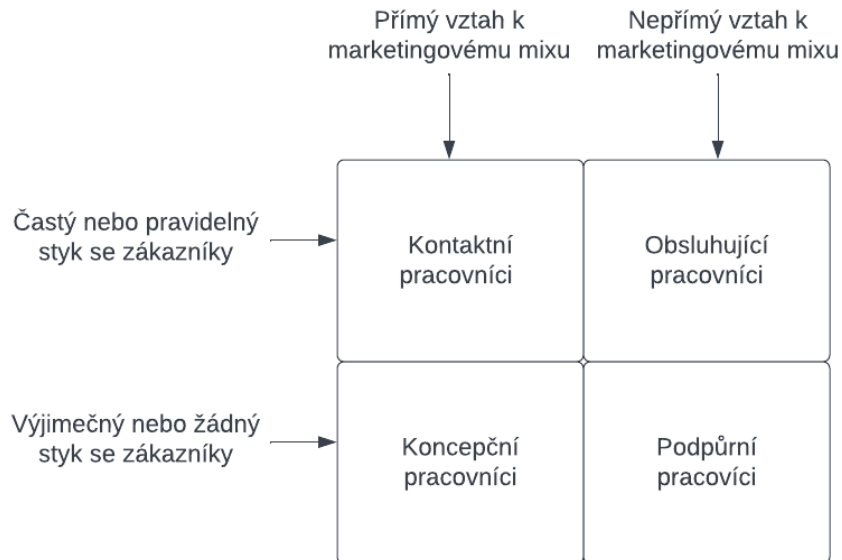 Přímý vztah k
marketingovému mixu
Nepřímý vztah k
marketingovému mixu
Častý nebo pravidelný
styk se zákazníky
Kontaktní
pracovníci
Obsluhující
pracovníci
Výjimečný nebo žádný
styk se zákazníky
Koncepční
pracovníci
Podpůrní
pracovíci